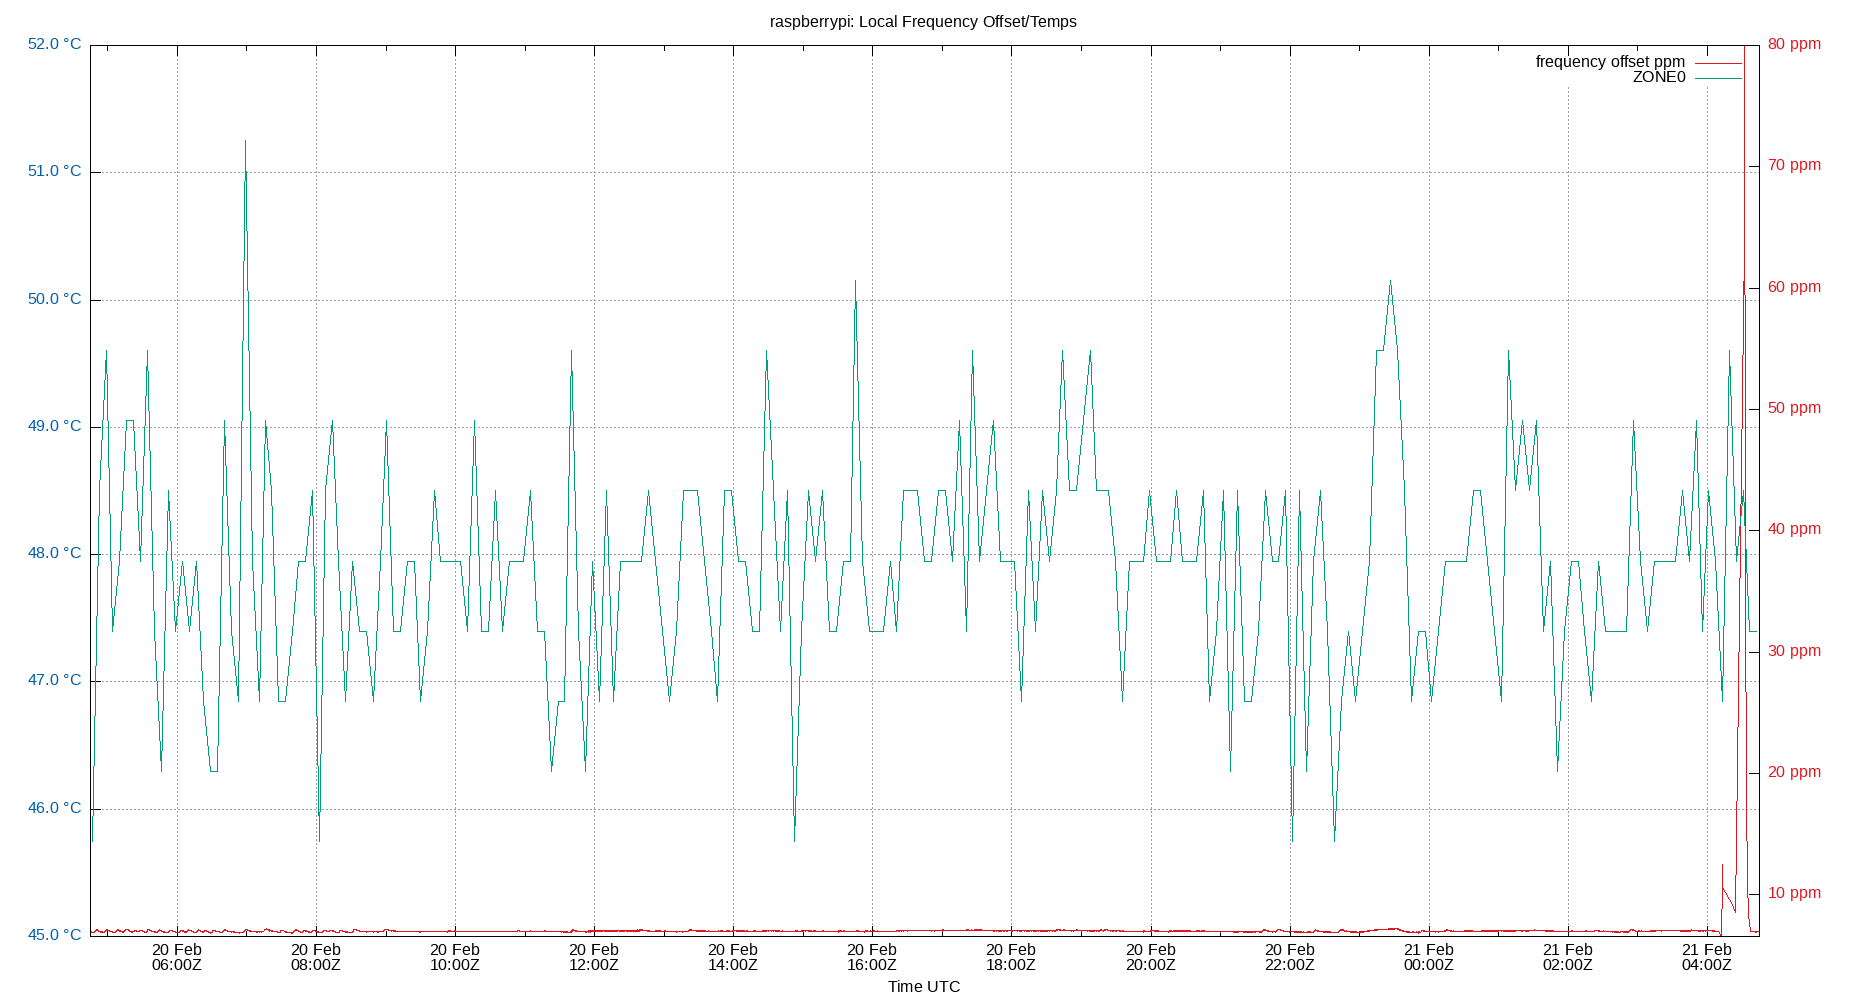 raspberrypi: Local Frequency Offset/Temps
52.0 °C
51.0 °C
50.0 °C
49.0 °C
48.0 °C
47.0 °C
46.0 °C
45.0 °C
frequency offset ppm
ZONE0
80 ppm
70 ppm
60 ppm
50 ppm
40 ppm
30 ppm
20 ppm
10 ppm
20 Feb
06:00Z
20 Feb
08:00Z
20 Feb
10:00Z
20 Feb
12:00Z
20 Feb
14:00Z
20 Feb
16:00Z
20 Feb
18:00Z
20 Feb
20:00Z
20 Feb
22:00Z
21 Feb
00:00Z
21 Feb
02:00Z
21 Feb
04:00Z
Time UTC